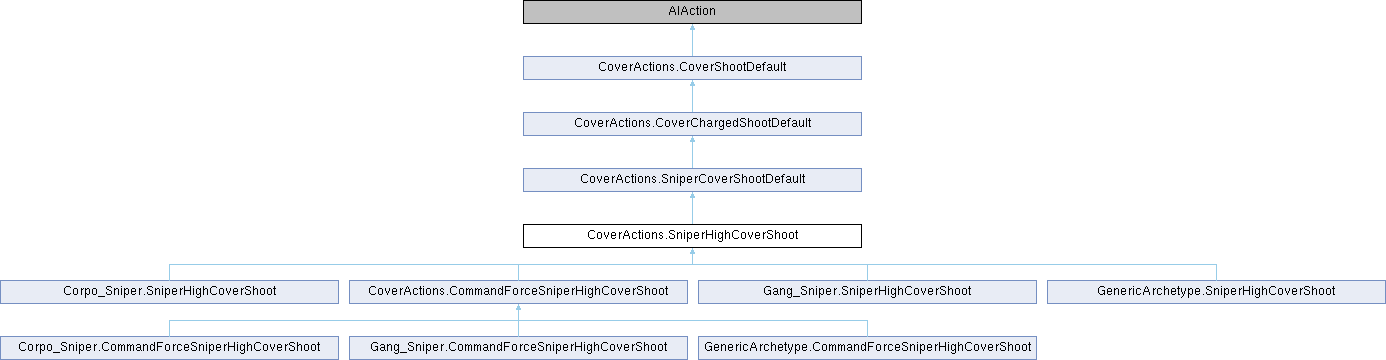 AIAction
CoverActions.CoverShootDefault
CoverActions.CoverChargedShootDefault
CoverActions.SniperCoverShootDefault
CoverActions.SniperHighCoverShoot
Corpo_Sniper.SniperHighCoverShoot
CoverActions.CommandForceSniperHighCoverShoot
Gang_Sniper.SniperHighCoverShoot
GenericArchetype.SniperHighCoverShoot
Corpo_Sniper.CommandForceSniperHighCoverShoot
Gang_Sniper.CommandForceSniperHighCoverShoot
GenericArchetype.CommandForceSniperHighCoverShoot